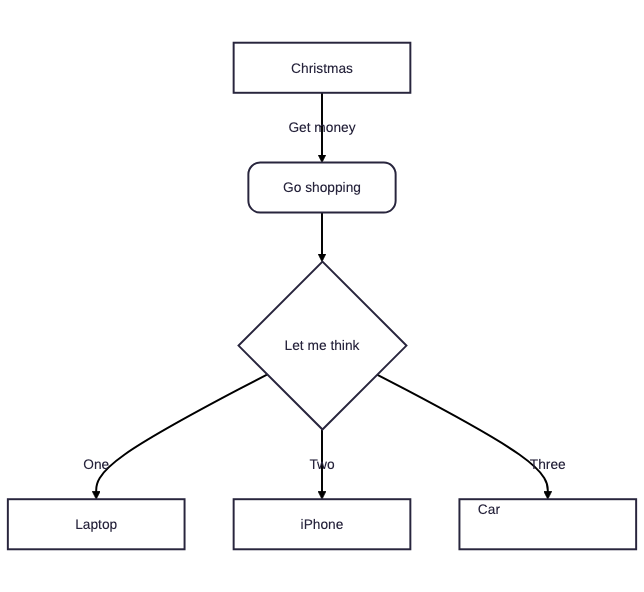 Christmas
Get money
Go shopping
Let me think
One
Two
Three
Laptop
iPhone
Car